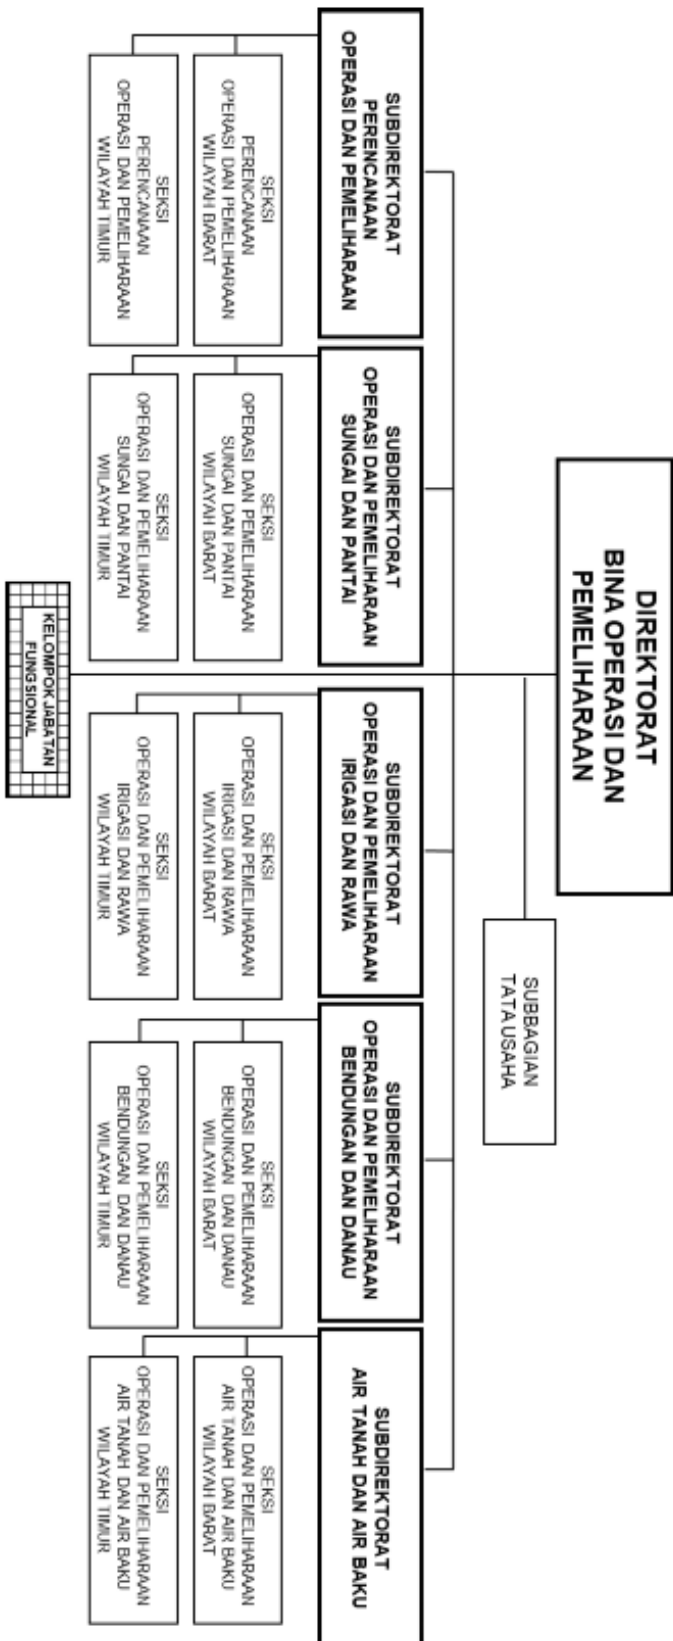 DIREKTORAT
BINA OPERASI DAN
PEMELIHARAAN
SUBBAGIAN
TATA USAHA
SUBDIREKTORAT
PERENCANAAN
OPERASI DAN PEMELIHARAAN
SEKSI
PERENCANAAN
OPERASI DAN PEMELIHARAAN
WILAYAH BARAT
SEKSI
PERENCANAAN
OPERASI DAN PEMELIHARAAN
WILAYAH TIMUR
SUBDIREKTORAT
OPERASI DAN PEMELIHARAAN
SUNGAI DAN PANTAI
SEKSI
OPERASI DAN PEMELIHARAAN
SUNGAI DAN PANTAI
WILAYAH BARAT
SEKSI
OPERASI DAN PEMELIHARAAN
SUNGAI DAN PANTAI
WILAYAH TIMUR
SUBDIREKTORAT
OPERASI DAN PEMELIHARAAN
IRIGASI DAN RAWA
SEKSI
OPERASI DAN PEMELIHARAAN
IRIGASI DAN RAWA
WILAYAH BARAT
SEKSI
OPERASI DAN PEMELIHARAAN
IRIGASI DAN RAWA
WILAYAH TIMUR
SUBDIREKTORAT
OPERASI DAN PEMELIHARAAN
BENDUNGAN DAN DANAU
SEKSI
OPERASI DAN PEMELIHARAAN
BENDUNGAN DAN DANAU
WILAYAH BARAT
SEKSI
OPERASI DAN PEMELIHARAAN
BENDUNGAN DAN DANAU
WILAYAH TIMUR
SUBDIREKTORAT
AIR TANAH DAN AIR BAKU
SEKSI
OPERASI DAN PEMELIHARAAN
AIR TANAH DAN AIR BAKU
WILAYAH BARAT
SEKSI
OPERASI DAN PEMELIHARAAN
AIR TANAH DAN AIR BAKU
WILAYAH TIMUR
KELOMPOK JABATAN
FUNGSIONAL